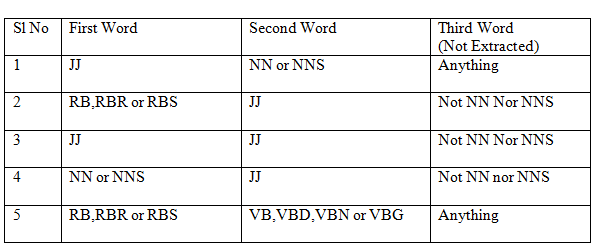 Sl No First Word Second Word Third Word
(Not Extracted)
1 JJ NN or NNS Anything
2 RB,RBR or RBS JJ Not NN Nor NNS
3 JJ JJ Not NN Nor NNS
4 NN or NNS JJ Not NN nor NNS
5 RB,RBR or RBS VB,VBD,VBN or VBG Anything